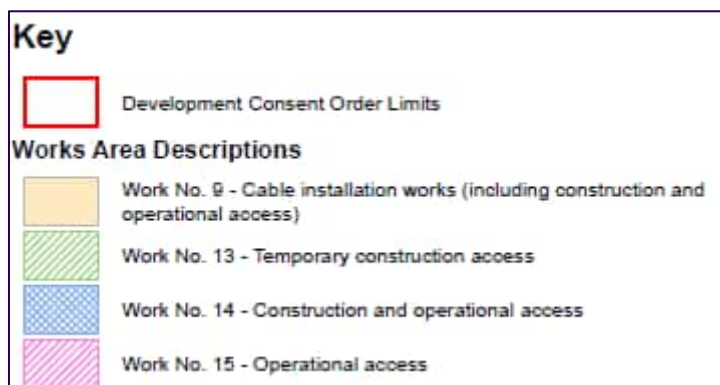 Key
Development Consent Order Limits
Works Area Descriptions
Work No. 9 - Cable installation works (including construction and
operational access)
Work No. 13 - Temporary construction access
Work No. 14 - Construction and operational access
Work No. 15 - Operational access